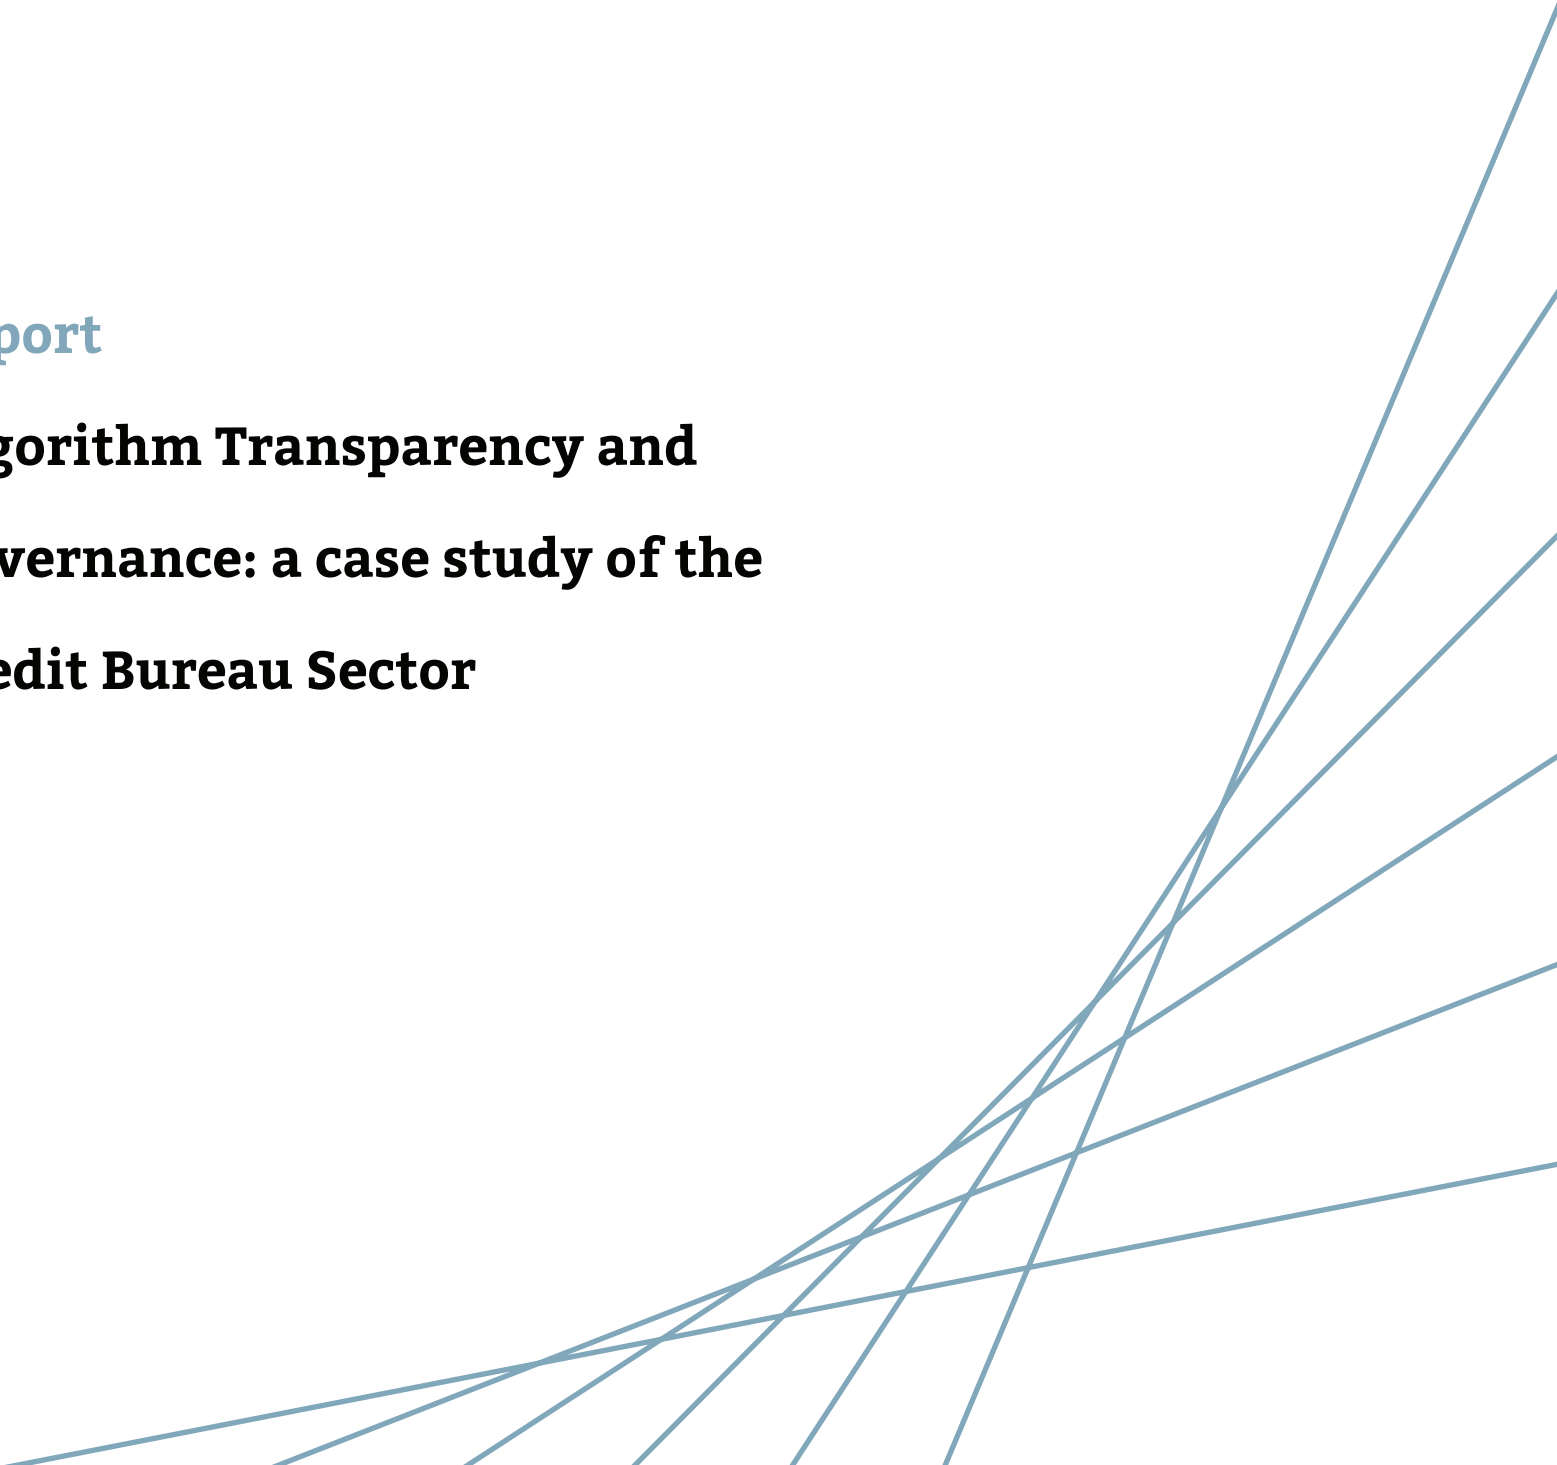 port
gorithm Transparency and
vernance: a case study of the
edit Bureau Sector